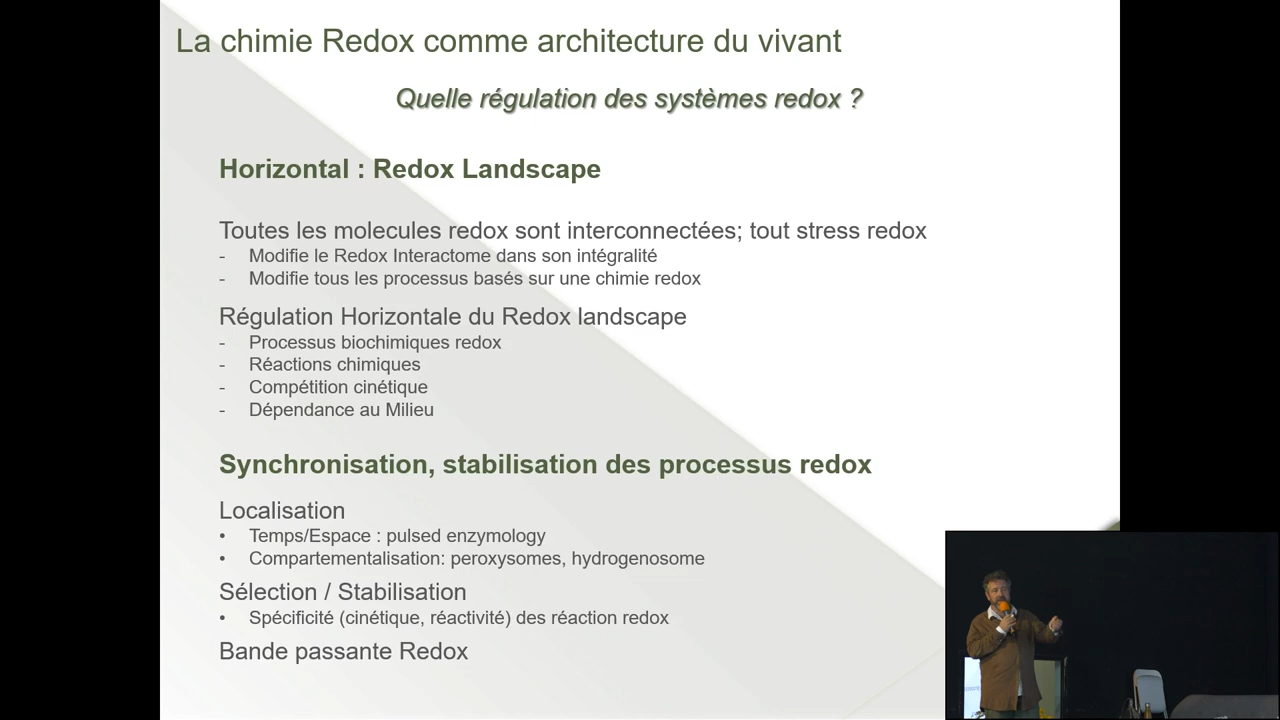 La chimie Redox comme architecture du vivant
Quelle régulation des systèmes redox ?
Horizontal : Redox Landscape
Toutes les molecules redox sont interconnectées; tout stress redox
- Modifie le Redox Interactome dans son intégralité
- Modifie tous les processus basés sur une chimie redox
Régulation Horizontale du Redox landscape
- Processus biochimiques redox
- Réactions chimiques
- Compétition cinétique
- Dépendance au Milieu
Synchronisation, stabilisation des processus redox
Localisation
• Temps/Espace : pulsed enzymology
• Compartementalisation: peroxysomes, hydrogenosome
Sélection / Stabilisation
• Spécificité (cinétique, réactivité) des réaction redox
Bande passante Redox